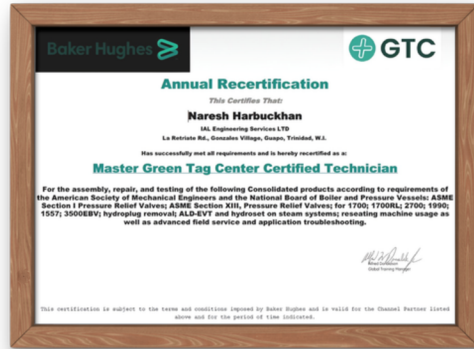 Baker Hughes
GTC
Annual Recertification
This Certifies That:
Naresh Harbuckhan
IAL Engineering Services LTD
La Retriate Rd., Gonzales Village, Guapo, Trinidad, W.I.
Has successfully met all requirements and is hereby recertified as a:
Master Green Tag Center Certified Technician
For the assembly, repair, and testing of the following Consolidated products according to requirements of
the American Society of Mechanical Engineers and the National Board of Boiler and Pressure Vessels: ASME
Section I Pressure Relief Valves; ASME Section XIII, Pressure Relief Valves; for 1700; 1700RL; 2700; 1990;
1557; 3500EBV; hydroplug removal; ALD-EVT and hydroset on steam systems; reseating machine usage as
well as advanced field service and application troubleshooting.
Global Training Manager
This certification is subject to the terms and conditions imposed by Baker Hughes and is valid for the Channel Partner listed
above and for the period of time indicated.